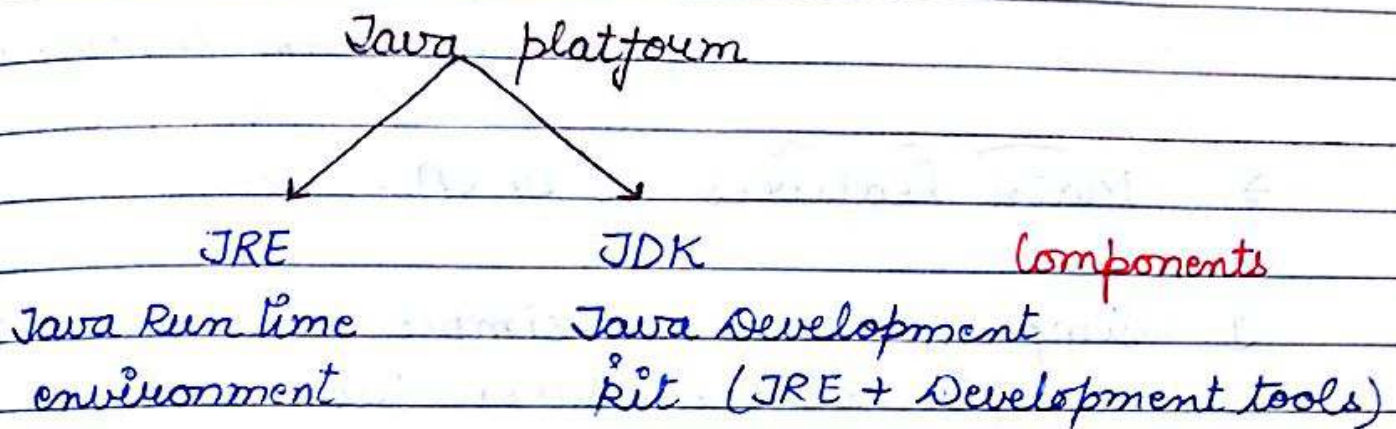 Java platform
JRE JDK Components
Java Run time Java Development
environment kit (JRE + Development tools)